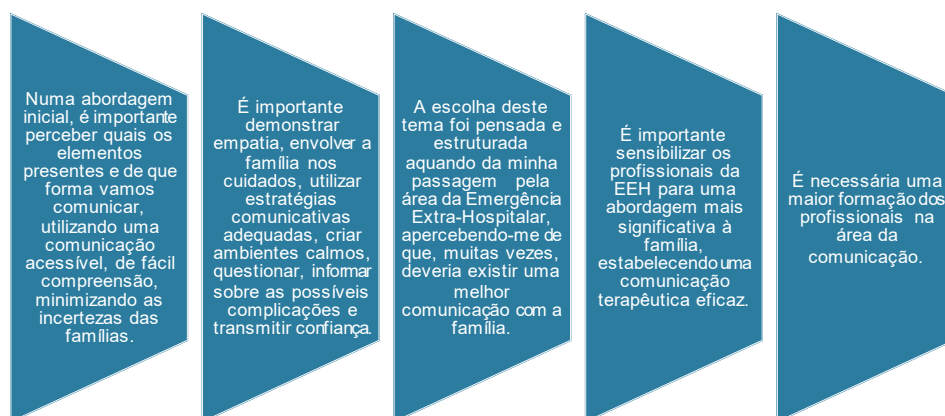 Numa abordagem
inicial, é importante
perceber quais os
elementos
presentes e de que
forma vamos
comunicar,
utilizando uma
comunicação
acessível, de fácil
compreensão,
minimizando as
incertezas das
famílias.
É importante
demonstrar
empatia, envolver a
família nos
cuidados, utilizar
estratégias
comunicativas
adequadas, criar
ambientes calmos,
questionar, informar
sobre as possíveis
complicações e
transmitir confiança.
A escolha deste
tema foi pensada e
estruturada
aquando da minha
passagem pela
área da Emergência
Extra-Hospitalar,
apercebendo-me de
que, muitas vezes,
deveria existir uma
melhor
comunicação com a
família.
É importante
sensibilizar os
profissionais da
EEH para uma
abordagem mais
significativa à
família,
estabelecendo uma
comunicação
terapêutica eficaz.
É necessária uma
maior formação dos
profissionais na
área da
comunicação.